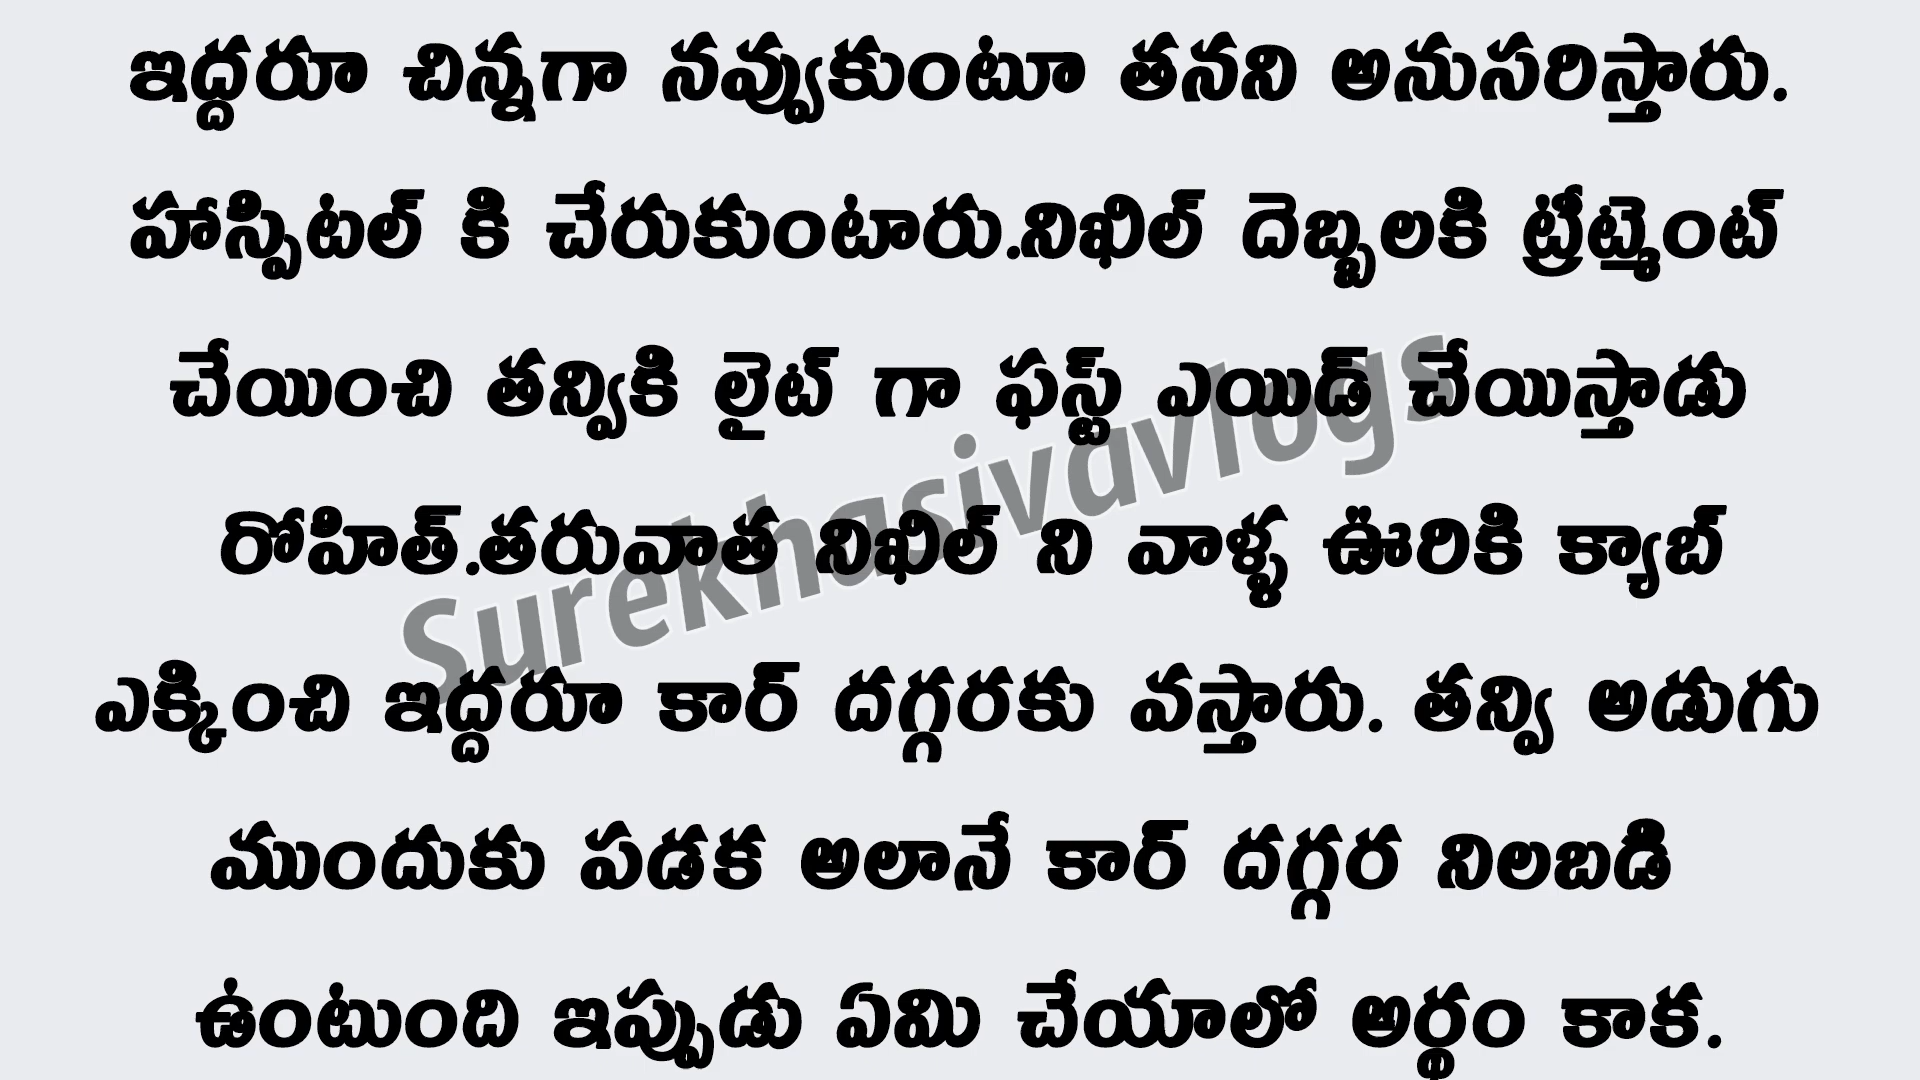 ఇద్దరూ చిన్నగా నవ్వుకుంటూ తనని అనుసరిస్తారు.
హాస్పిటల్ కి చేరుకుంటారు.నిఖిల్ దెబ్బలకి ట్రీట్మెంట్
చేయించి తన్వికి లైట్ గా ఫస్ట్ ఎయిడ్ చేయిస్తాడు
రోహిత్.తరువాత నిఖిల్ ని వాళ్ళ ఊరికి క్యాబ్
ఎక్కించి ఇద్దరూ కార్ దగ్గరకు వస్తారు. తన్వి అడుగు
ముందుకు పడక అలానే కార్ దగ్గర నిలబడి
ఉంటుంది ఇప్పుడు ఏమి చేయాలో అర్థం కాక.
Surekhasivavlogs